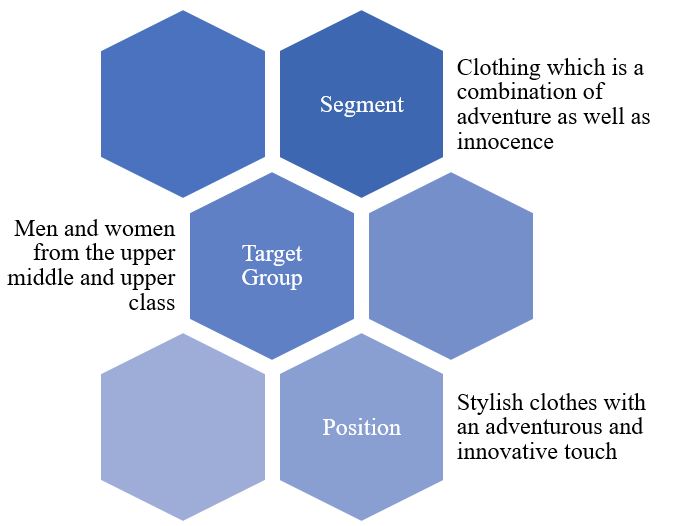 Segment
Clothing which is a
combination of
adventure as well as
innocence
Men and women
from the upper
middle and upper
class
Target
Group
Position
Stylish clothes with
an adventurous and
innovative touch